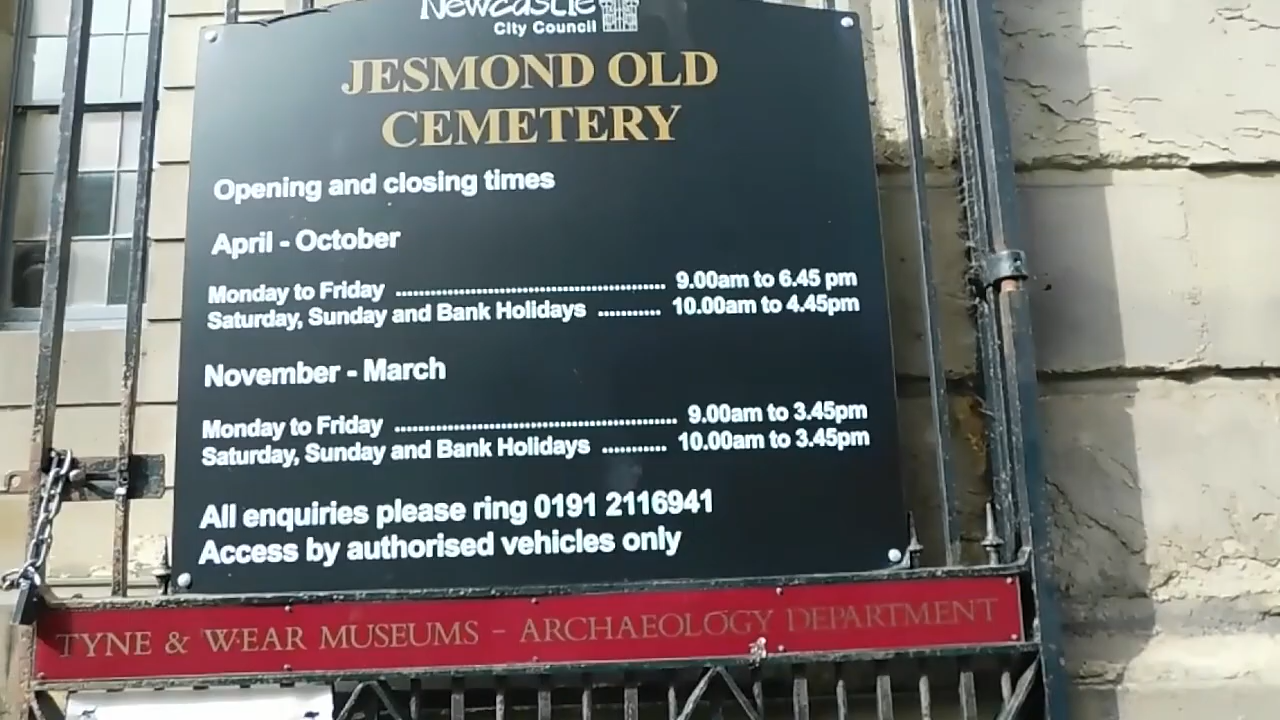 Newcastle
City Council
JESMOND OLD
CEMETERY
Opening and closing times
April - October
Monday to Friday ............................................... 9.00am to 6.45 pm
Saturday, Sunday and Bank Holidays ........... 10.00am to 4.45pm
November - March
Monday to Friday ................................................. 9.00am to 3.45pm
Saturday, Sunday and Bank Holidays ........... 10.00am to 3.45pm
All enquiries please ring 0191 2116941
Access by authorised vehicles only
TYNE & WEAR MUSEUMS - ARCHAEOLOGY DEPARTMENT